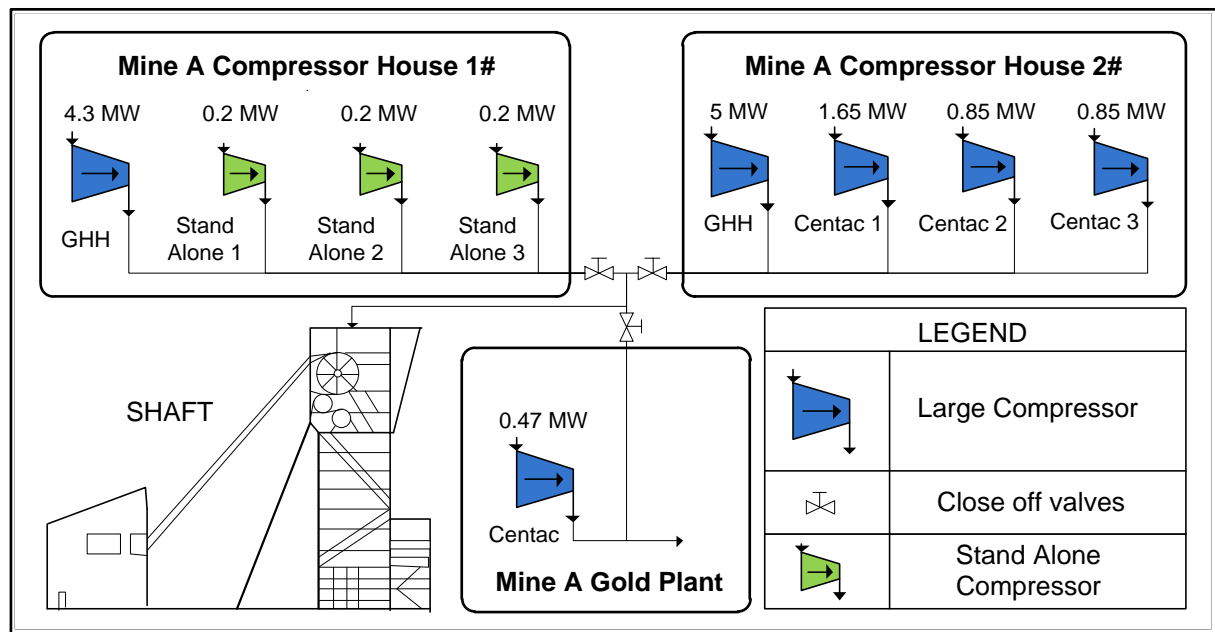 Mine A Compressor House 1#
4.3 MW
0.2 MW
0.2 MW
0.2 MW
GHH
Stand
Alone 1
Stand
Alone 2
Stand
Alone 3
Mine A Compressor House 2#
5 MW
1.65 MW
0.85 MW
0.85 MW
GHH
Centac 1
Centac 2
Centac 3
SHAFT
0.47 MW
Centac
Mine A Gold Plant
LEGEND
Large Compressor
Close off valves
Stand Alone
Compressor